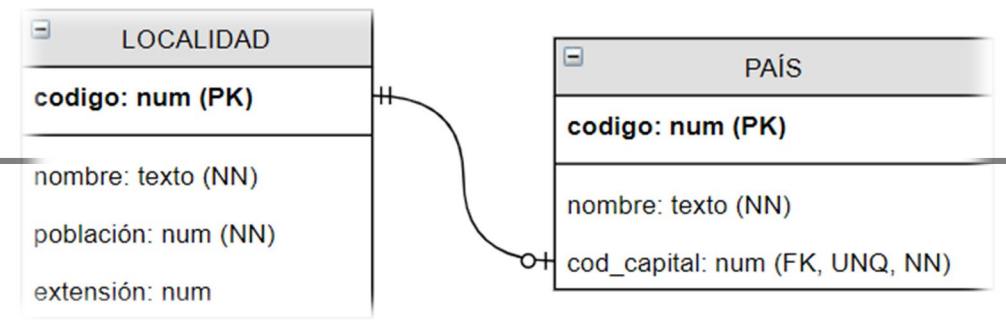 LOCALIDAD
codigo: num (PK)
nombre: texto (NN)
población: num (NN)
extensión: num
PAÍS
codigo: num (PK)
nombre: texto (NN)
cod_capital: num (FK, UNQ, NN)